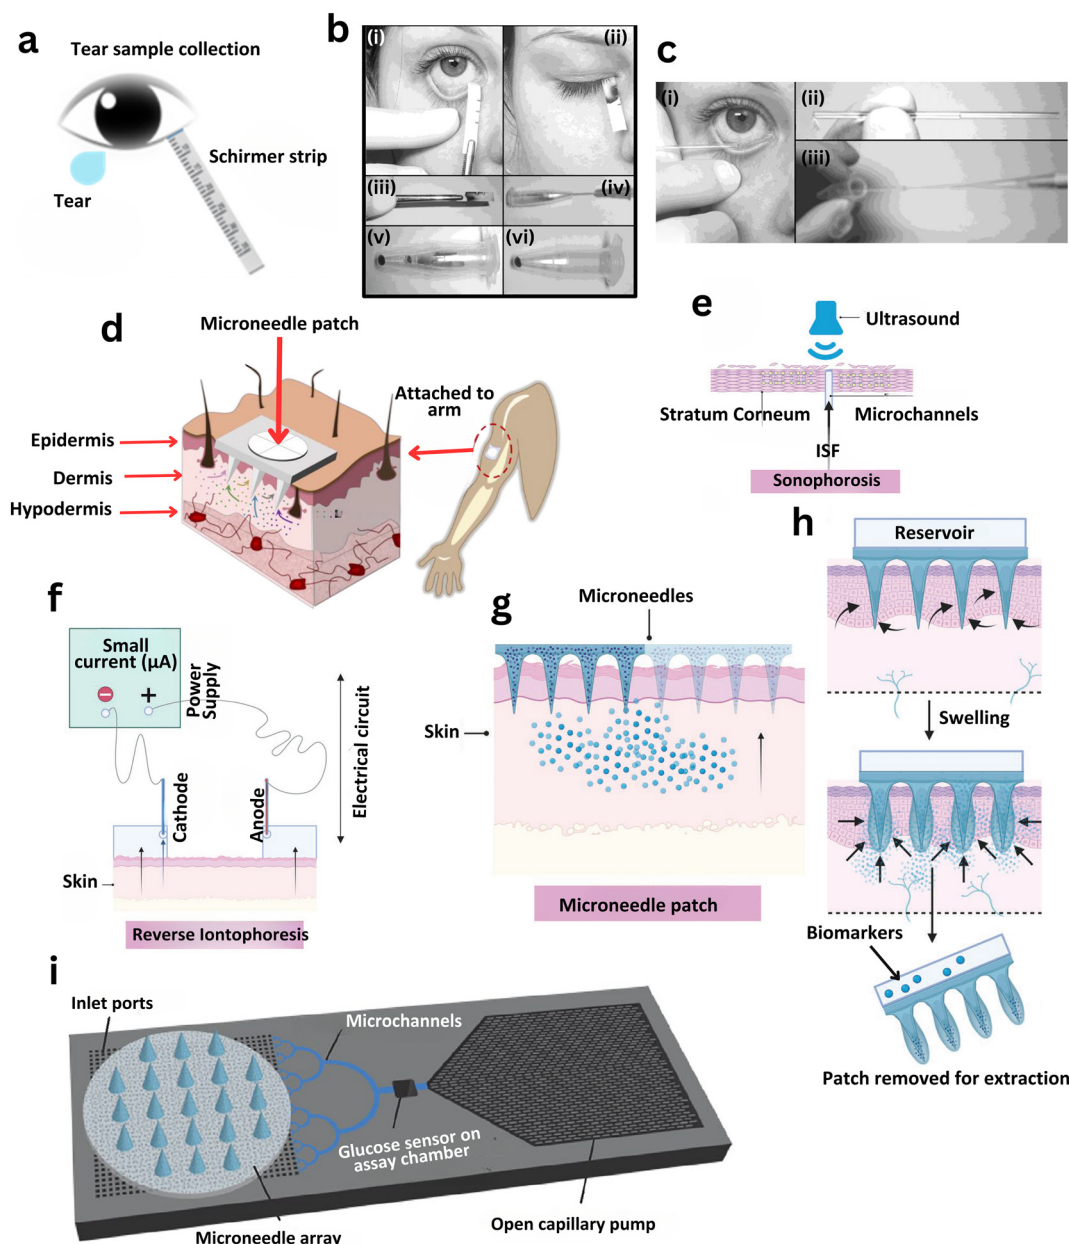 a
Tear sample collection
Schirmer strip
Tear
b
(i)
(ii)
(iii)
(iv)
(v)
(vi)
c
(i)
(ii)
(iii)
d
Microneedle patch
Attached to
arm
Epidermis
Dermis
Hypodermis
e
Ultrasound
Stratum Corneum
Microchannels
ISF
Sonophorosis
f
Small
current (μA)
Power
Supply
Cathode
Anode
Electrical circuit
Skin
Reverse Iontophoresis
g
Microneedles
Skin
Microneedle patch
h
Reservoir
Swelling
Biomarkers
Patch removed for extraction
i
Inlet ports
Microchannels
Glucose sensor on
assay chamber
Microneedle array
Open capillary pump